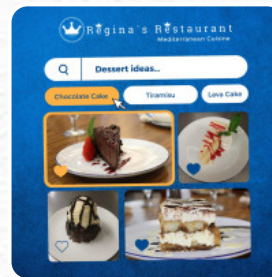 Regina's Restaurant
Mediterranean Cuisine
Dessert ideas...
Chocolate Cake
Tiramisu
Lava Cake